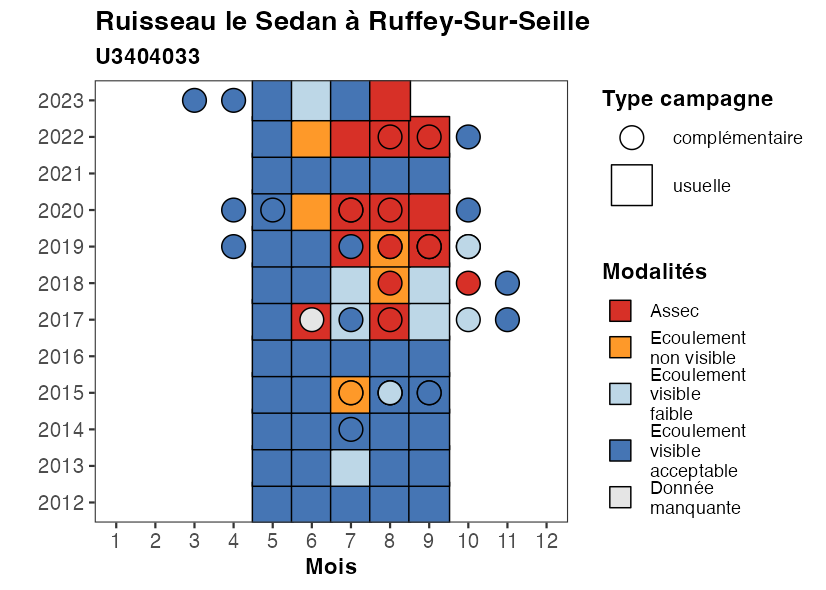 Ruisseau le Sedan à Ruffey-Sur-Seille
U3404033
2023
2022
2021
2020
2019
2018
2017
2016
2015
2014
2013
2012
1 2 3 4 5 6 7 8 9 10 11 12
Mois
Type campagne
complémentaire
usuelle
Modalités
Assec
Ecoulement
non visible
Ecoulement
visible
faible
Ecoulement
visible
acceptable
Donnée
manquante